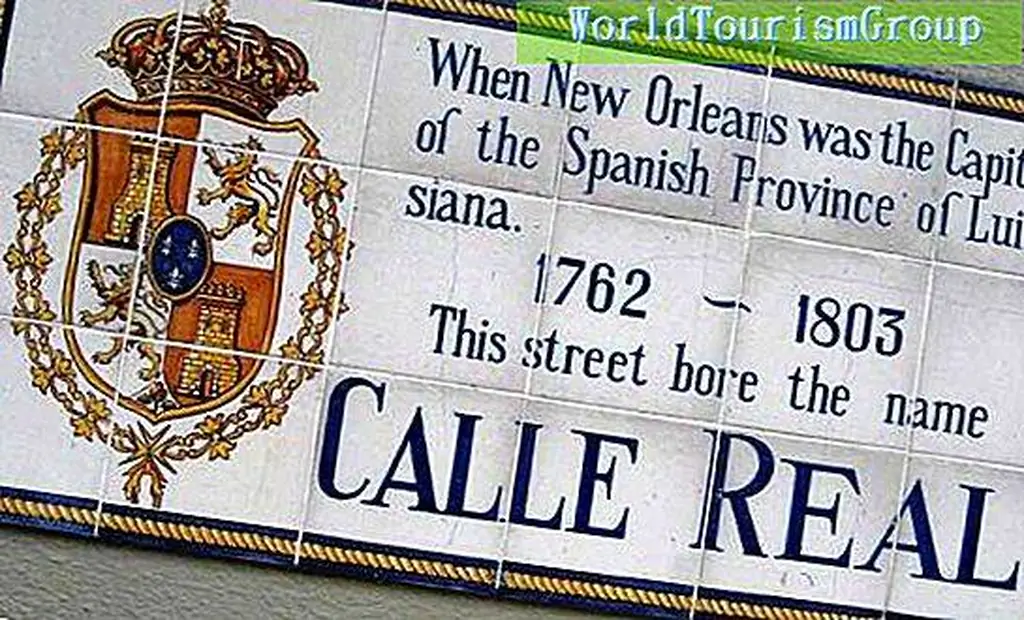 WorldTourismGroup
When New Orleans was the Capit
of the Spanish Province of Lui
siana.
1762 - 1803
This street bore the name
CALLE REAL